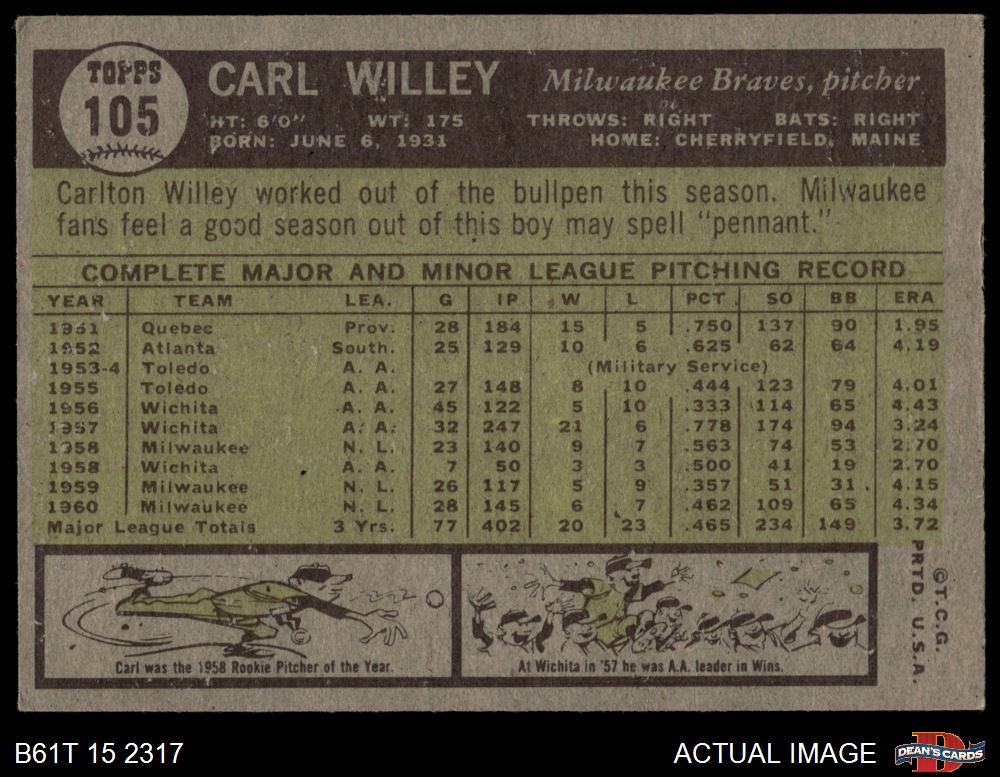 TOPPS
105
CARL WILLEY Milwaukee Braves, pitcher
HT: 6'0" WT: 175 THROWS: RIGHT BATS: RIGHT
BORN: JUNE 6, 1931 HOME: CHERRYFIELD, MAINE
Carlton Willey worked out of the bullpen this season. Milwaukee
fans feel a good season out of this boy may spell "pennant."
COMPLETE MAJOR AND MINOR LEAGUE PITCHING RECORD
YEAR TEAM LEA. G IP W L PCT. SO BB ERA
1951 Quebec Prov. 28 184 15 5 .750 137 90 1.95
1952 Atlanta South. 25 129 10 6 .625 62 64 4.19
1953-4 Toledo A. A. (Military Service)
1955 Toledo A. A. 27 148 8 10 .444 123 79 4.01
1956 Wichita A. A. 45 122 5 10 .333 114 65 4.43
1957 Wichita A. A. 32 247 21 6 .778 174 94 3.24
1958 Milwaukee N. L. 23 140 9 7 .563 74 53 2.70
1958 Wichita A. A. 7 50 3 3 .500 41 19 2.70
1959 Milwaukee N. L. 26 117 5 9 .357 51 31 4.15
1960 Milwaukee N. L. 28 145 6 7 .462 109 65 4.34
Major League Totals 3 Yrs. 77 402 20 23 .465 234 149 3.72
Carl was the 1958 Rookie Pitcher of the Year.
At Wichita in '57 he was A.A. leader in Wins.
©T.C.G.
PRTD. U.S.A.
B61T 15 2317 ACTUAL IMAGE
DEAN'S CARDS